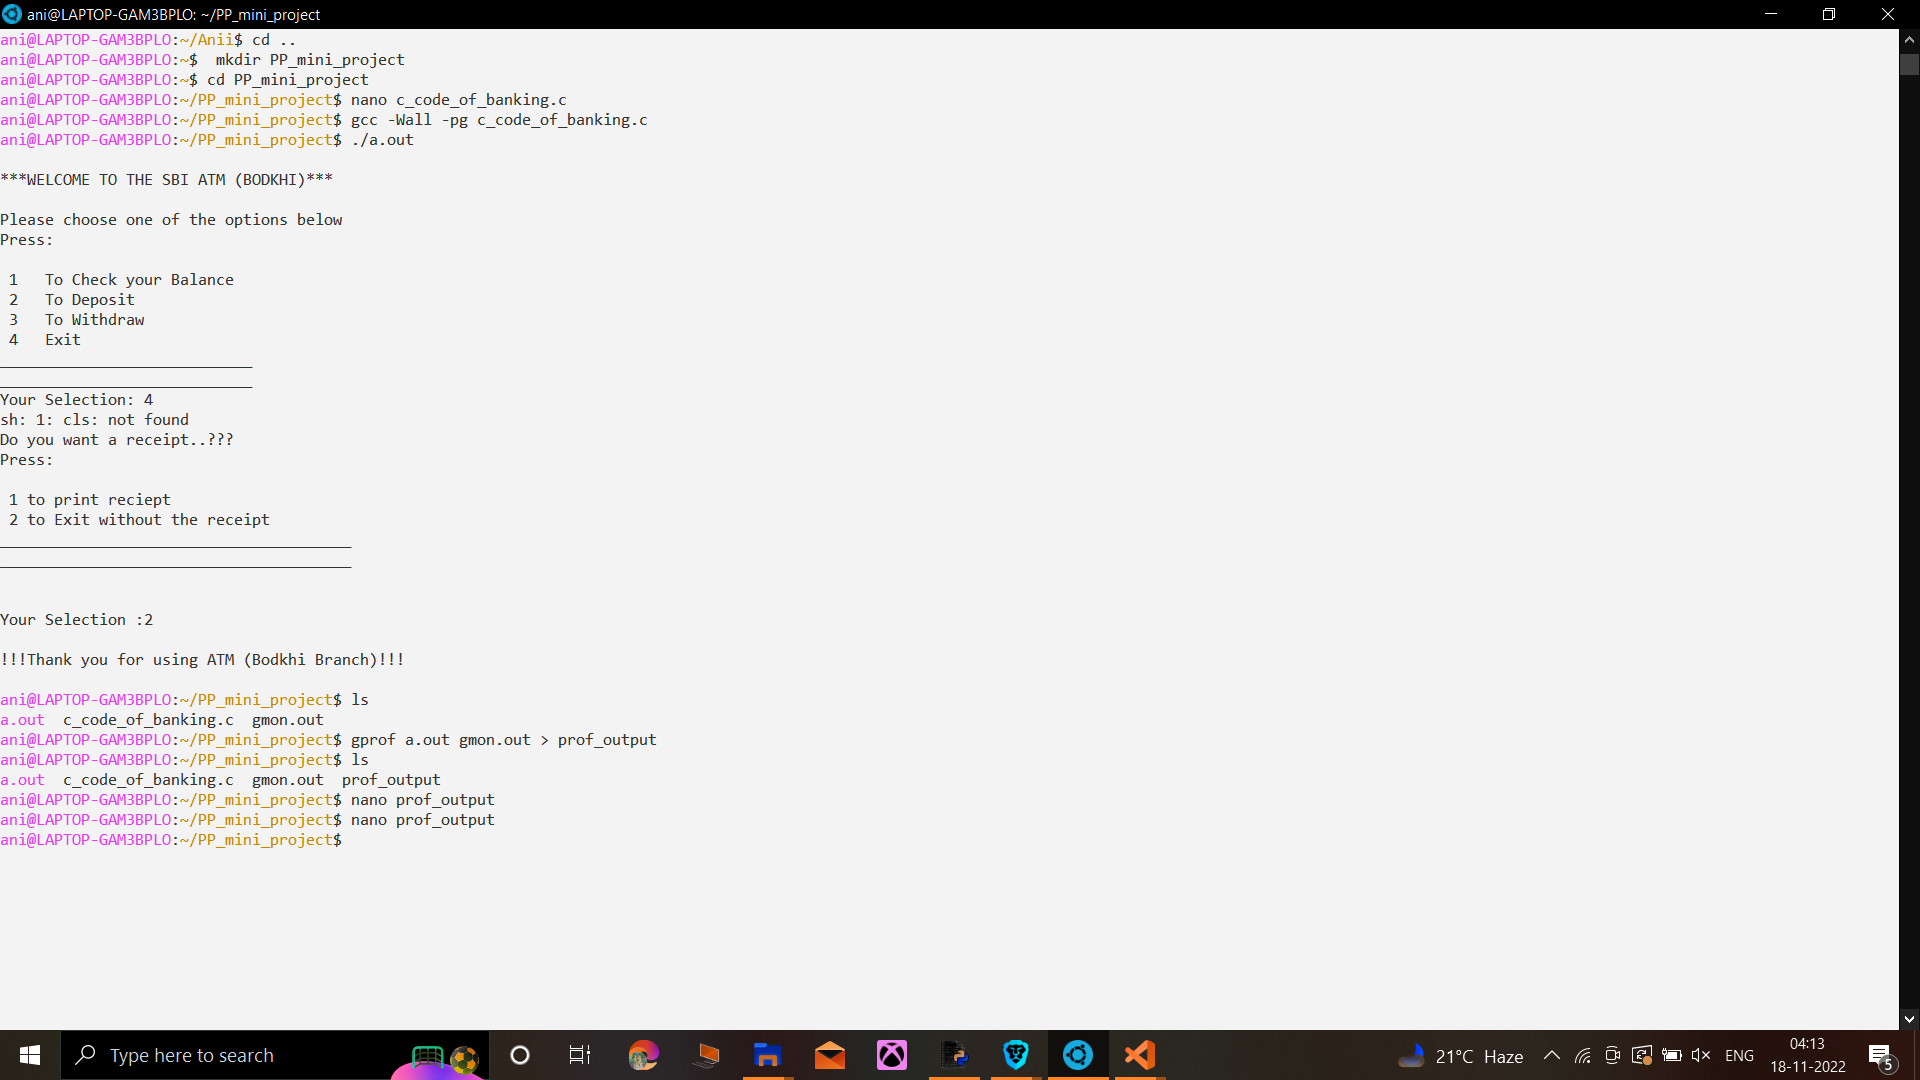 ani@LAPTOP-GAM3BPLO: ~/PP_mini_project
ani@LAPTOP-GAM3BPLO:~/Anii$ cd ..
ani@LAPTOP-GAM3BPLO:~$  mkdir PP_mini_project
ani@LAPTOP-GAM3BPLO:~$ cd PP_mini_project
ani@LAPTOP-GAM3BPLO:~/PP_mini_project$ nano c_code_of_banking.c
ani@LAPTOP-GAM3BPLO:~/PP_mini_project$ gcc -Wall -pg c_code_of_banking.c
ani@LAPTOP-GAM3BPLO:~/PP_mini_project$ ./a.out
***WELCOME TO THE SBI ATM (BODKHI)***
Please choose one of the options below
Press:
1   To Check your Balance
2   To Deposit
3   To Withdraw
4   Exit
____________________________
____________________________
Your Selection: 4
sh: 1: cls: not found
Do you want a receipt..???
Press:
1 to print reciept
2 to Exit without the receipt
_______________________________________
_______________________________________
Your Selection :2
!!!Thank you for using ATM (Bodkhi Branch)!!!
ani@LAPTOP-GAM3BPLO:~/PP_mini_project$ ls
a.out  c_code_of_banking.c  gmon.out
ani@LAPTOP-GAM3BPLO:~/PP_mini_project$ gprof a.out gmon.out > prof_output
ani@LAPTOP-GAM3BPLO:~/PP_mini_project$ ls
a.out  c_code_of_banking.c  gmon.out  prof_output
ani@LAPTOP-GAM3BPLO:~/PP_mini_project$ nano prof_output
ani@LAPTOP-GAM3BPLO:~/PP_mini_project$ nano prof_output
ani@LAPTOP-GAM3BPLO:~/PP_mini_project$
Type here to search
21°C  Haze
ENG
04:13
18-11-2022
5